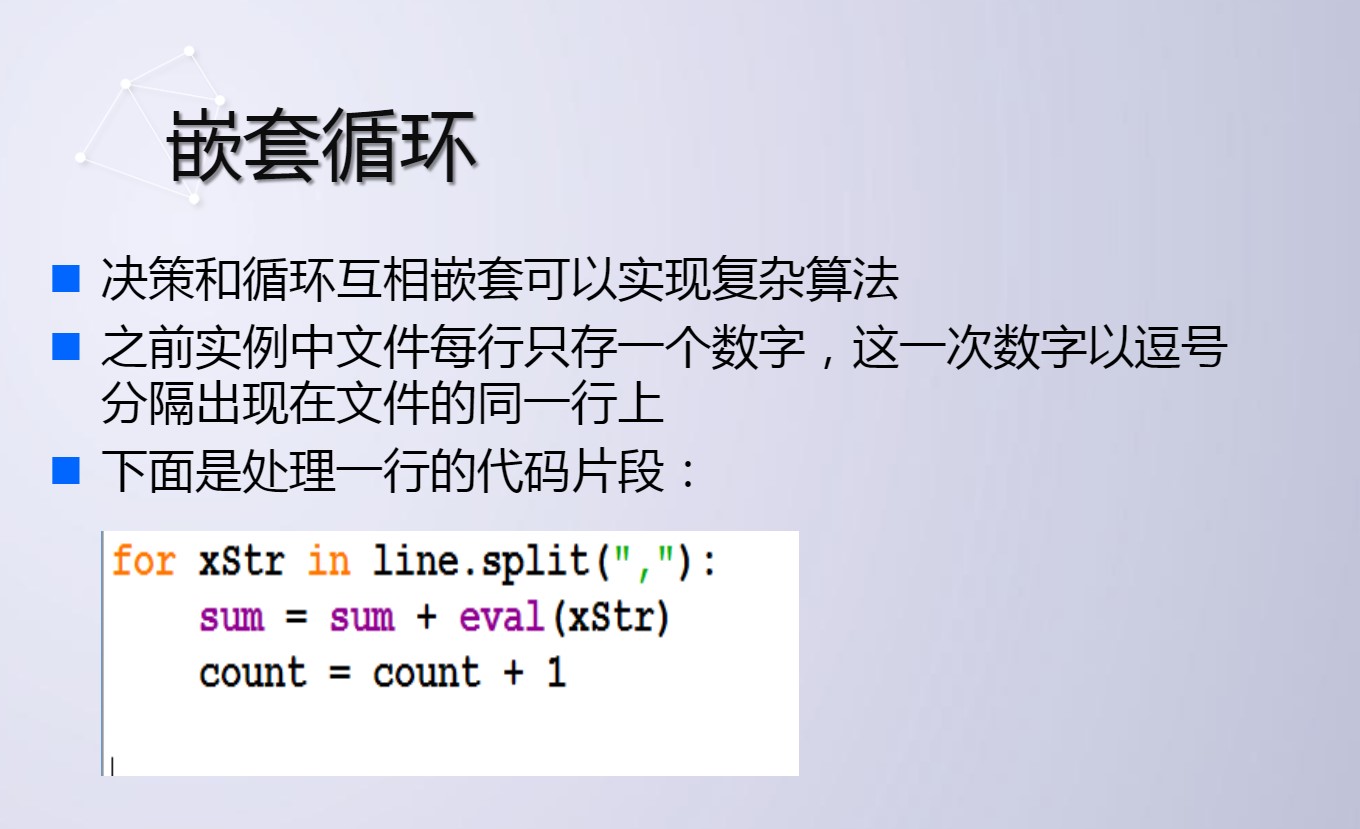 嵌套循环
决策和循环互相嵌套可以实现复杂算法
之前实例中文件每行只存一个数字，这一次数字以逗号
分隔出现在文件的同一行上
下面是处理一行的代码片段：
for xStr in line.split(","):
    sum = sum + eval(xStr)
    count = count + 1